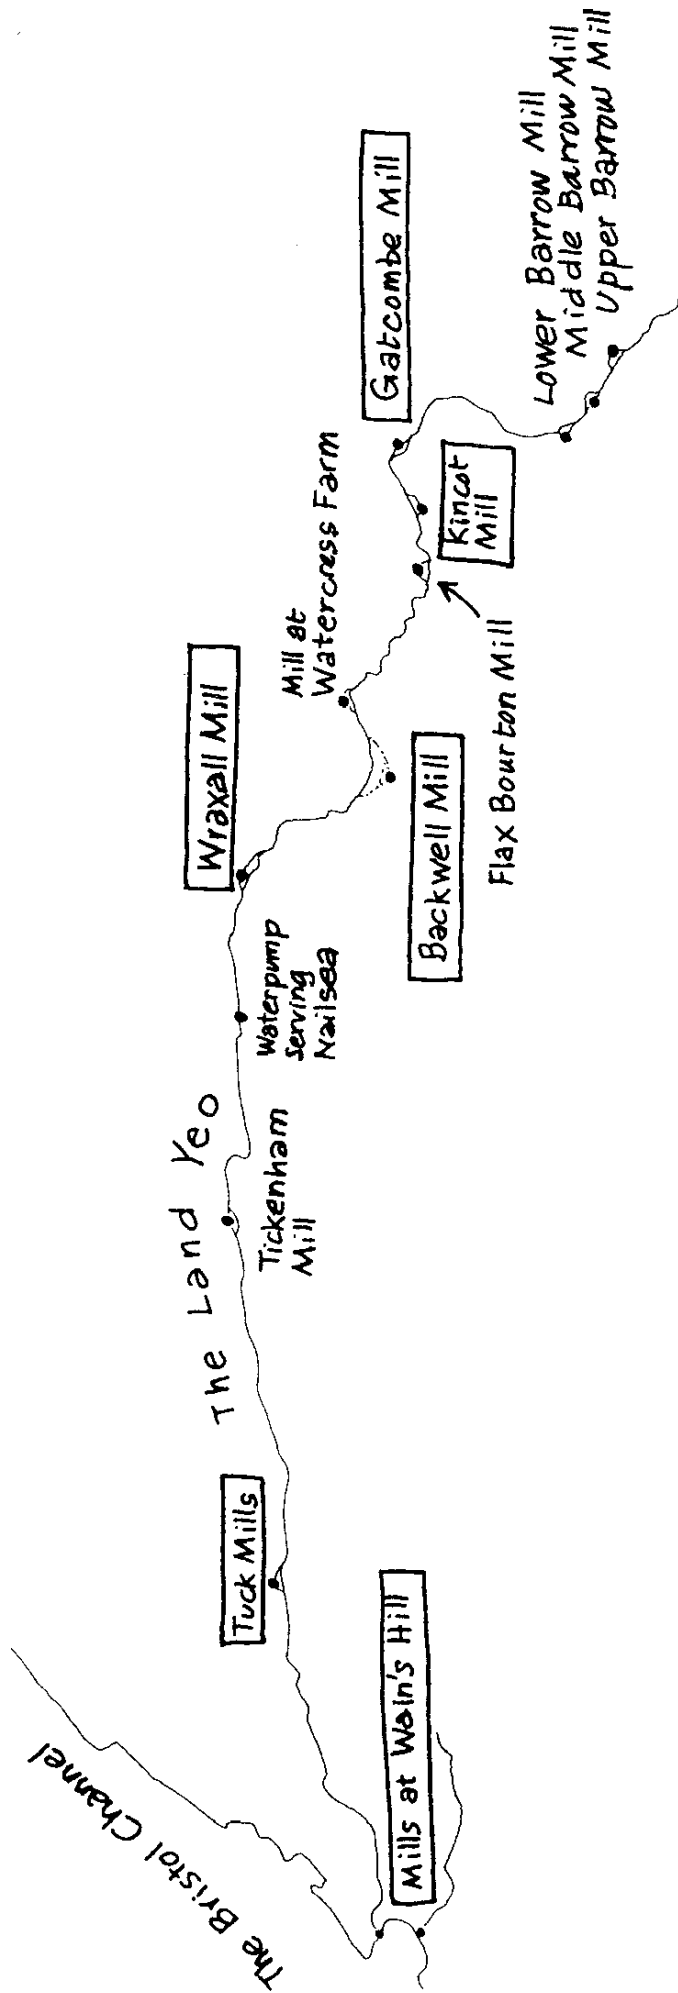 The Bristol Channel
Mills at Wain's Hill
Tuck Mills
The Land Yeo
Tickenham
Mill
Waterpump
Serving
Nailsea
Wraxall Mill
Backwell Mill
Mill at
Watercress Farm
Flax Bourton Mill
Kincot
Mill
Gatcombe Mill
Lower Barrow Mill
Middle Barrow Mill
Upper Barrow Mill